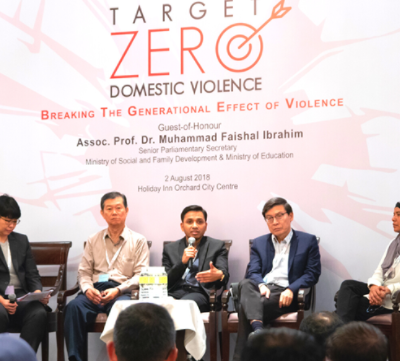 TARGET
ZERO
DOMESTIC VIOLENCE
BREAKING THE GENERATIONAL EFFECT OF VIOLENCE
Guest-of-Honour
Assoc. Prof. Dr. Muhammad Faishal Ibrahim
Senior Parliamentary Secretary
Ministry of Social and Family Development & Ministry of Education
2 August 2018
Holiday Inn Orchard City Centre
TARGET
ZERO